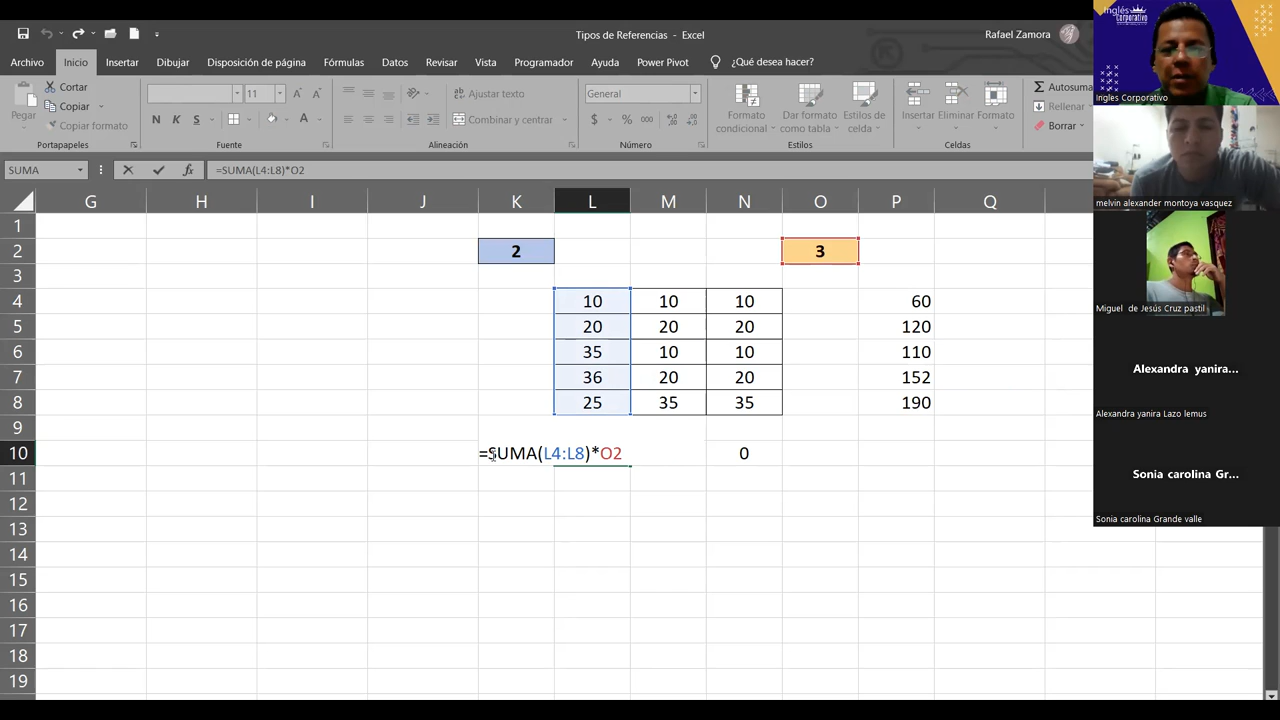 Tipos de Referencias - Excel
Rafael Zamora
Archivo Inicio Insertar Dibujar Disposición de página Fórmulas Datos Revisar Vista Programador Ayuda Power Pivot ¿Qué desea hacer?
Pegar
Cortar
Copiar
Copiar formato
Portapapeles
11
N K S
Fuente
Ajustar texto
Combinar y centrar
Alineación
General
$ % 000
Número
Formato condicional
Dar formato como tabla
Estilos de celda
Estilos
Insertar Eliminar Formato
Celdas
Autosuma
Rellenar
Borrar
SUMA fx =SUMA(L4:L8)*O2
G H I J K L M N O P Q
1
2 2 3
3
4 10 10 10 60
5 20 20 20 120
6 35 10 10 110
7 36 20 20 152
8 25 35 35 190
9
10 =SUMA(L4:L8)*O2 0
11
12
13
14
15
16
17
18
19
Inglés Corporativo
Ingles Corporativo
melvin alexander montoya vasquez
Miguel de Jesús Cruz pastil
Alexandra yanira...
Alexandra yanira Lazo lemus
Sonia carolina Gr...
Sonia carolina Grande valle